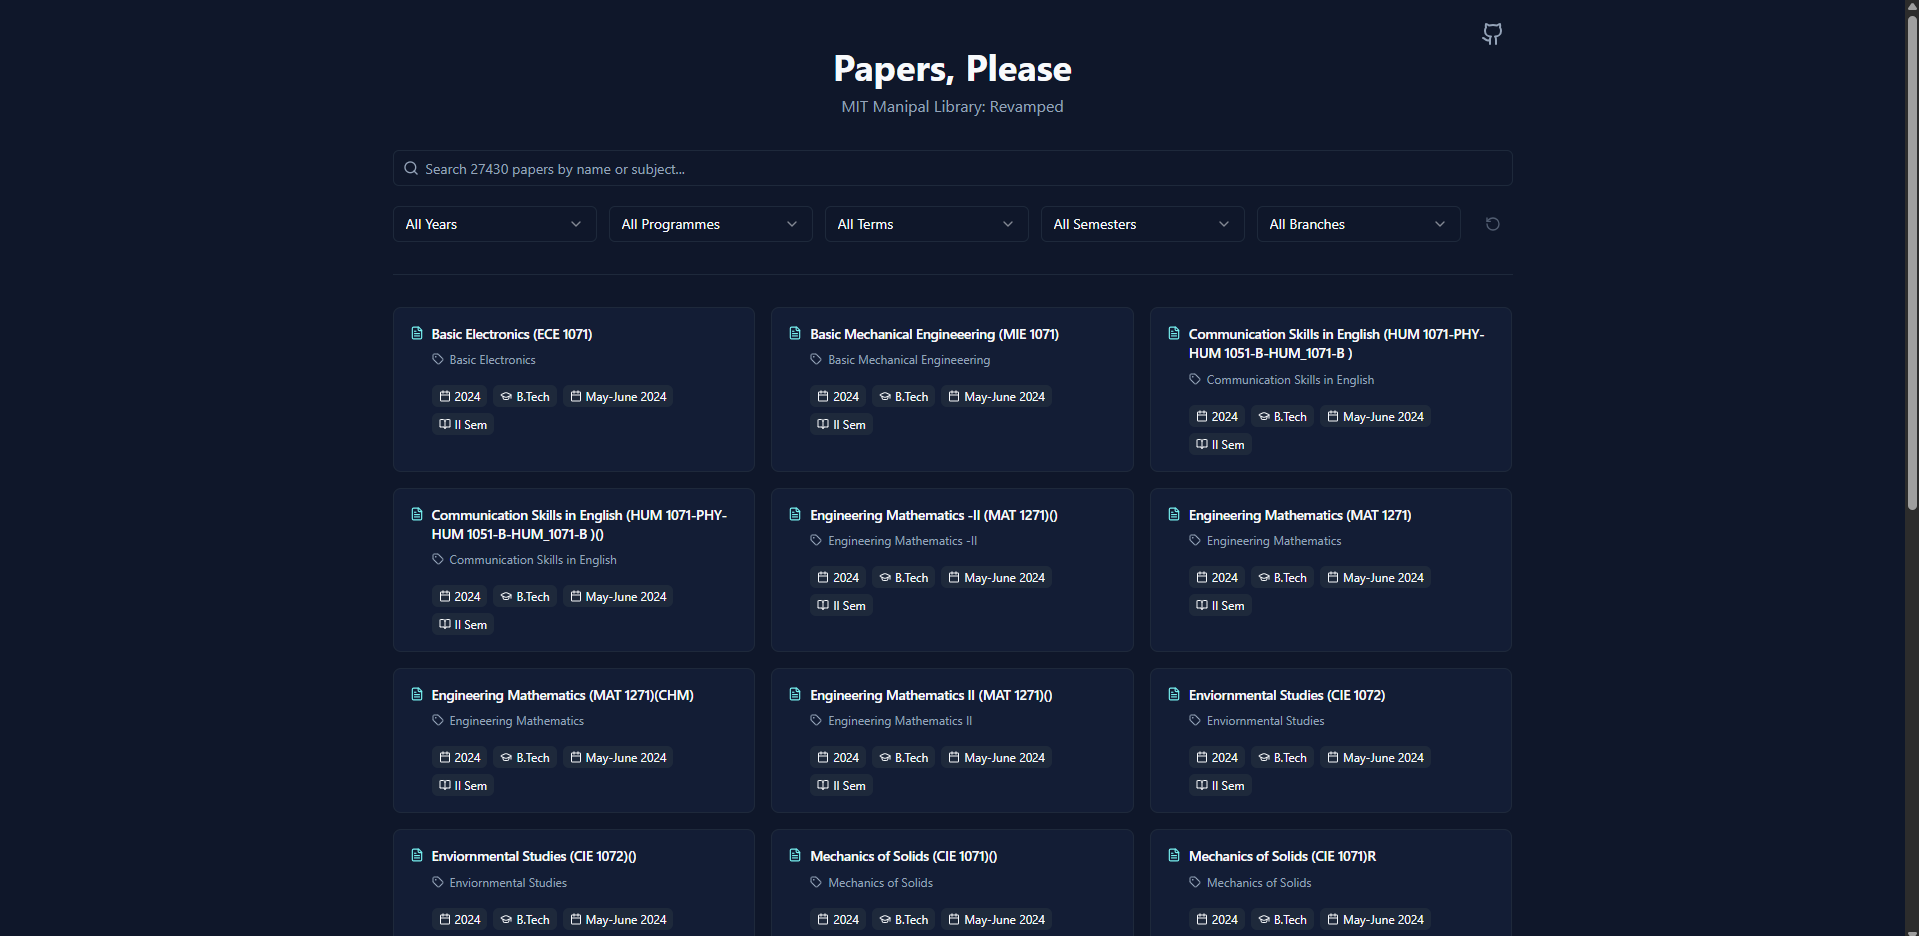 Papers, Please
MIT Manipal Library: Revamped
Search 27430 papers by name or subject...
All Years
All Programmes
All Terms
All Semesters
All Branches
Basic Electronics (ECE 1071)
Basic Electronics
2024 B.Tech May-June 2024
II Sem
Basic Mechanical Engineeering (MIE 1071)
Basic Mechanical Engineeering
2024 B.Tech May-June 2024
II Sem
Communication Skills in English (HUM 1071-PHY-
HUM 1051-B-HUM_1071-B )
Communication Skills in English
2024 B.Tech May-June 2024
II Sem
Communication Skills in English (HUM 1071-PHY-
HUM 1051-B-HUM_1071-B )()
Communication Skills in English
2024 B.Tech May-June 2024
II Sem
Engineering Mathematics -II (MAT 1271)()
Engineering Mathematics -II
2024 B.Tech May-June 2024
II Sem
Engineering Mathematics (MAT 1271)
Engineering Mathematics
2024 B.Tech May-June 2024
II Sem
Engineering Mathematics (MAT 1271)(CHM)
Engineering Mathematics
2024 B.Tech May-June 2024
II Sem
Engineering Mathematics II (MAT 1271)()
Engineering Mathematics II
2024 B.Tech May-June 2024
II Sem
Enviornmental Studies (CIE 1072)
Enviornmental Studies
2024 B.Tech May-June 2024
II Sem
Enviornmental Studies (CIE 1072)()
Enviornmental Studies
2024 B.Tech May-June 2024
Mechanics of Solids (CIE 1071)()
Mechanics of Solids
2024 B.Tech May-June 2024
Mechanics of Solids (CIE 1071)R
Mechanics of Solids
2024 B.Tech May-June 2024